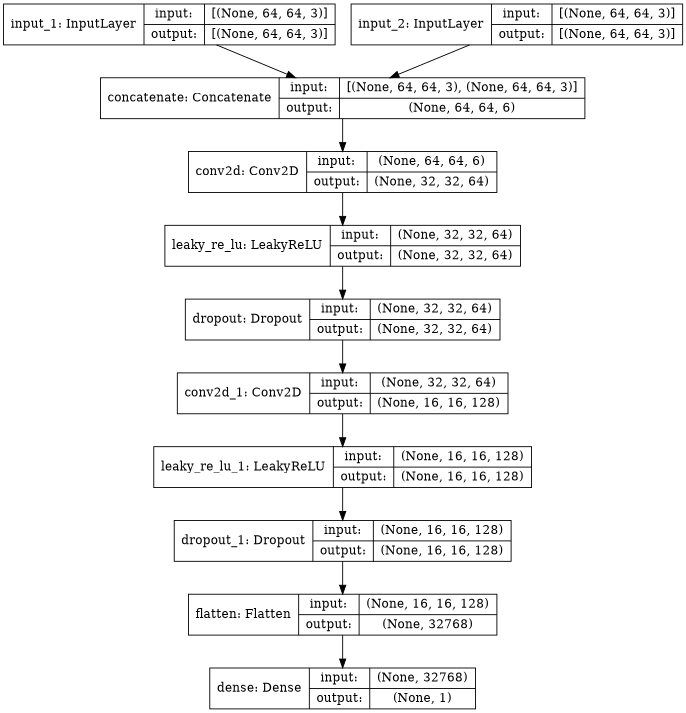 input_1: InputLayer input: [(None, 64, 64, 3)] output: [(None, 64, 64, 3)]
input_2: InputLayer input: [(None, 64, 64, 3)] output: [(None, 64, 64, 3)]
concatenate: Concatenate input: [(None, 64, 64, 3), (None, 64, 64, 3)] output: (None, 64, 64, 6)
conv2d: Conv2D input: (None, 64, 64, 6) output: (None, 32, 32, 64)
leaky_re_lu: LeakyReLU input: (None, 32, 32, 64) output: (None, 32, 32, 64)
dropout: Dropout input: (None, 32, 32, 64) output: (None, 32, 32, 64)
conv2d_1: Conv2D input: (None, 32, 32, 64) output: (None, 16, 16, 128)
leaky_re_lu_1: LeakyReLU input: (None, 16, 16, 128) output: (None, 16, 16, 128)
dropout_1: Dropout input: (None, 16, 16, 128) output: (None, 16, 16, 128)
flatten: Flatten input: (None, 16, 16, 128) output: (None, 32768)
dense: Dense input: (None, 32768) output: (None, 1)